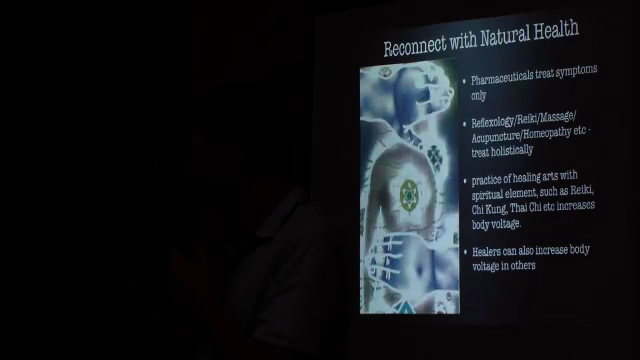 Reconnect with Natural Health
• Pharmaceuticals treat symptoms
only
• Reflexology/Reiki/Massage/
Acupuncture/Homeopathy etc -
treat holistically
• practice of healing arts with
spiritual element, such as Reiki,
Chi Kung, Thai Chi etc increases
body voltage.
• Healers can also increase body
voltage in others